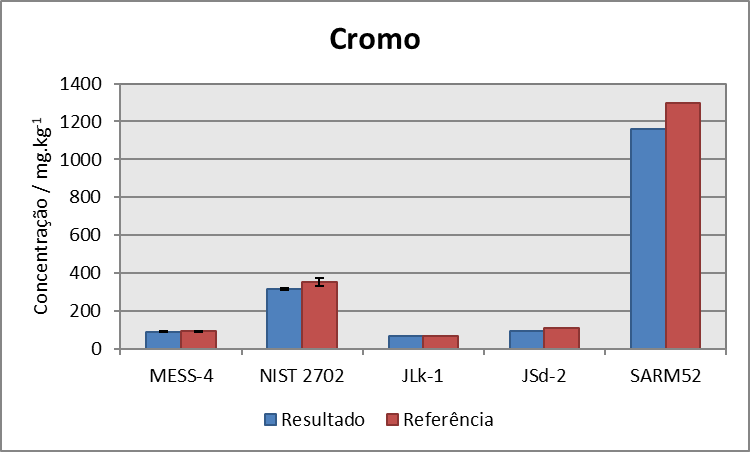 Cromo
Concentração / mg.kg⁻¹
1400
1200
1000
800
600
400
200
0
MESS-4 NIST 2702 JLk-1 JSd-2 SARM52
Resultado Referência